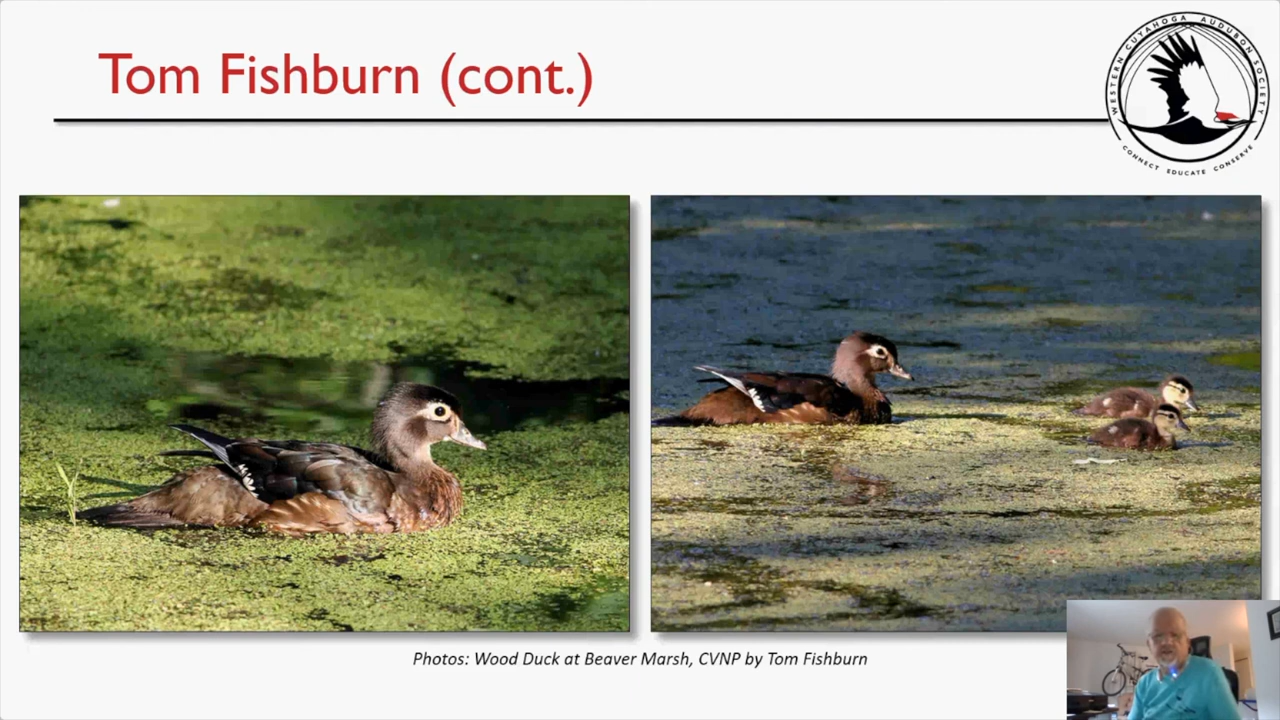 Tom Fishburn (cont.)
WESTERN CUYAHOGA AUDUBON SOCIETY
CONNECT EDUCATE CONSERVE
Photos: Wood Duck at Beaver Marsh, CVNP by Tom Fishburn